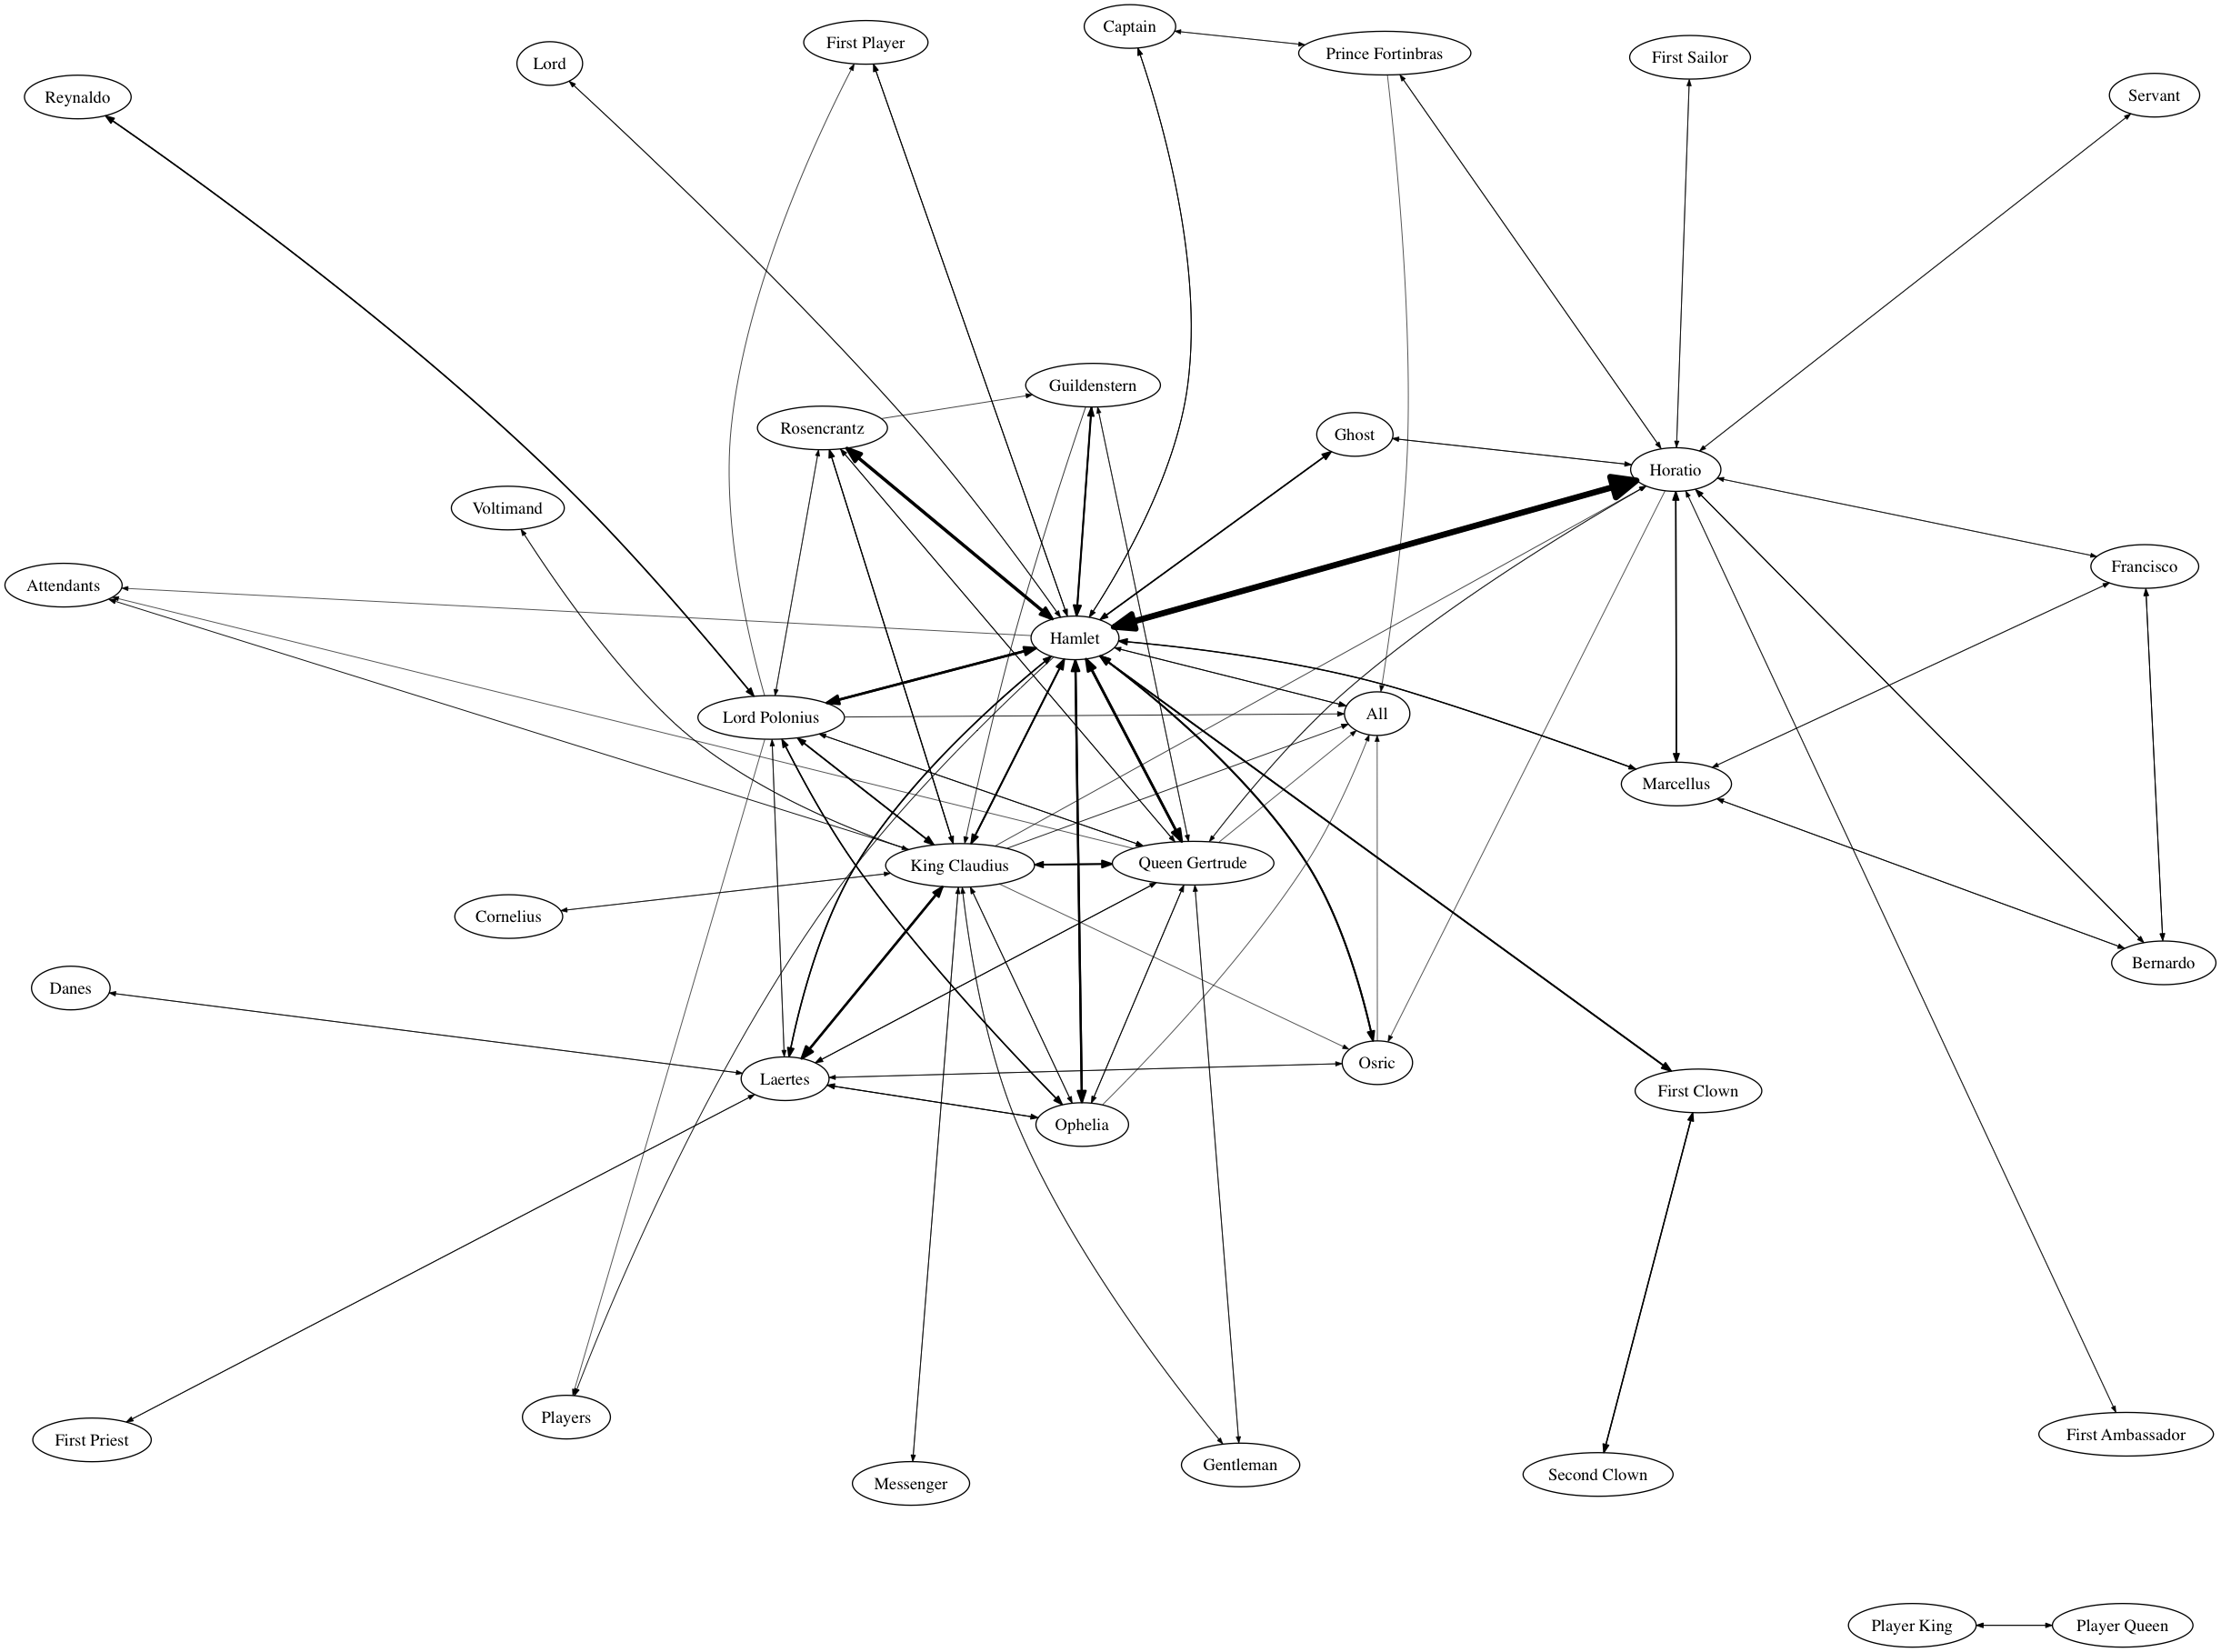 Captain
First Player
Prince Fortinbras
First Sailor
Lord
Servant
Reynaldo
Guildenstern
Rosencrantz
Ghost
Horatio
Voltimand
Francisco
Attendants
Hamlet
All
Lord Polonius
Marcellus
Queen Gertrude
King Claudius
Cornelius
Bernardo
Danes
Osric
Laertes
First Clown
Ophelia
Players
First Ambassador
First Priest
Gentleman
Second Clown
Messenger
Player King
Player Queen